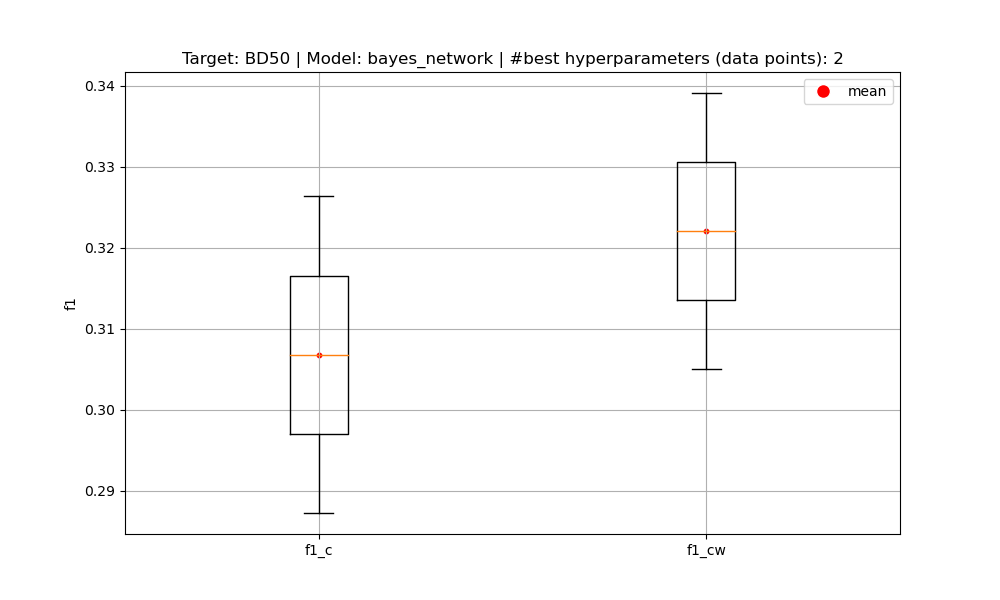 Target: BD50 | Model: bayes_network | #best hyperparameters (data points): 2
mean
0.34
0.33
0.32
0.31
0.30
0.29
f1
f1_c
f1_cw